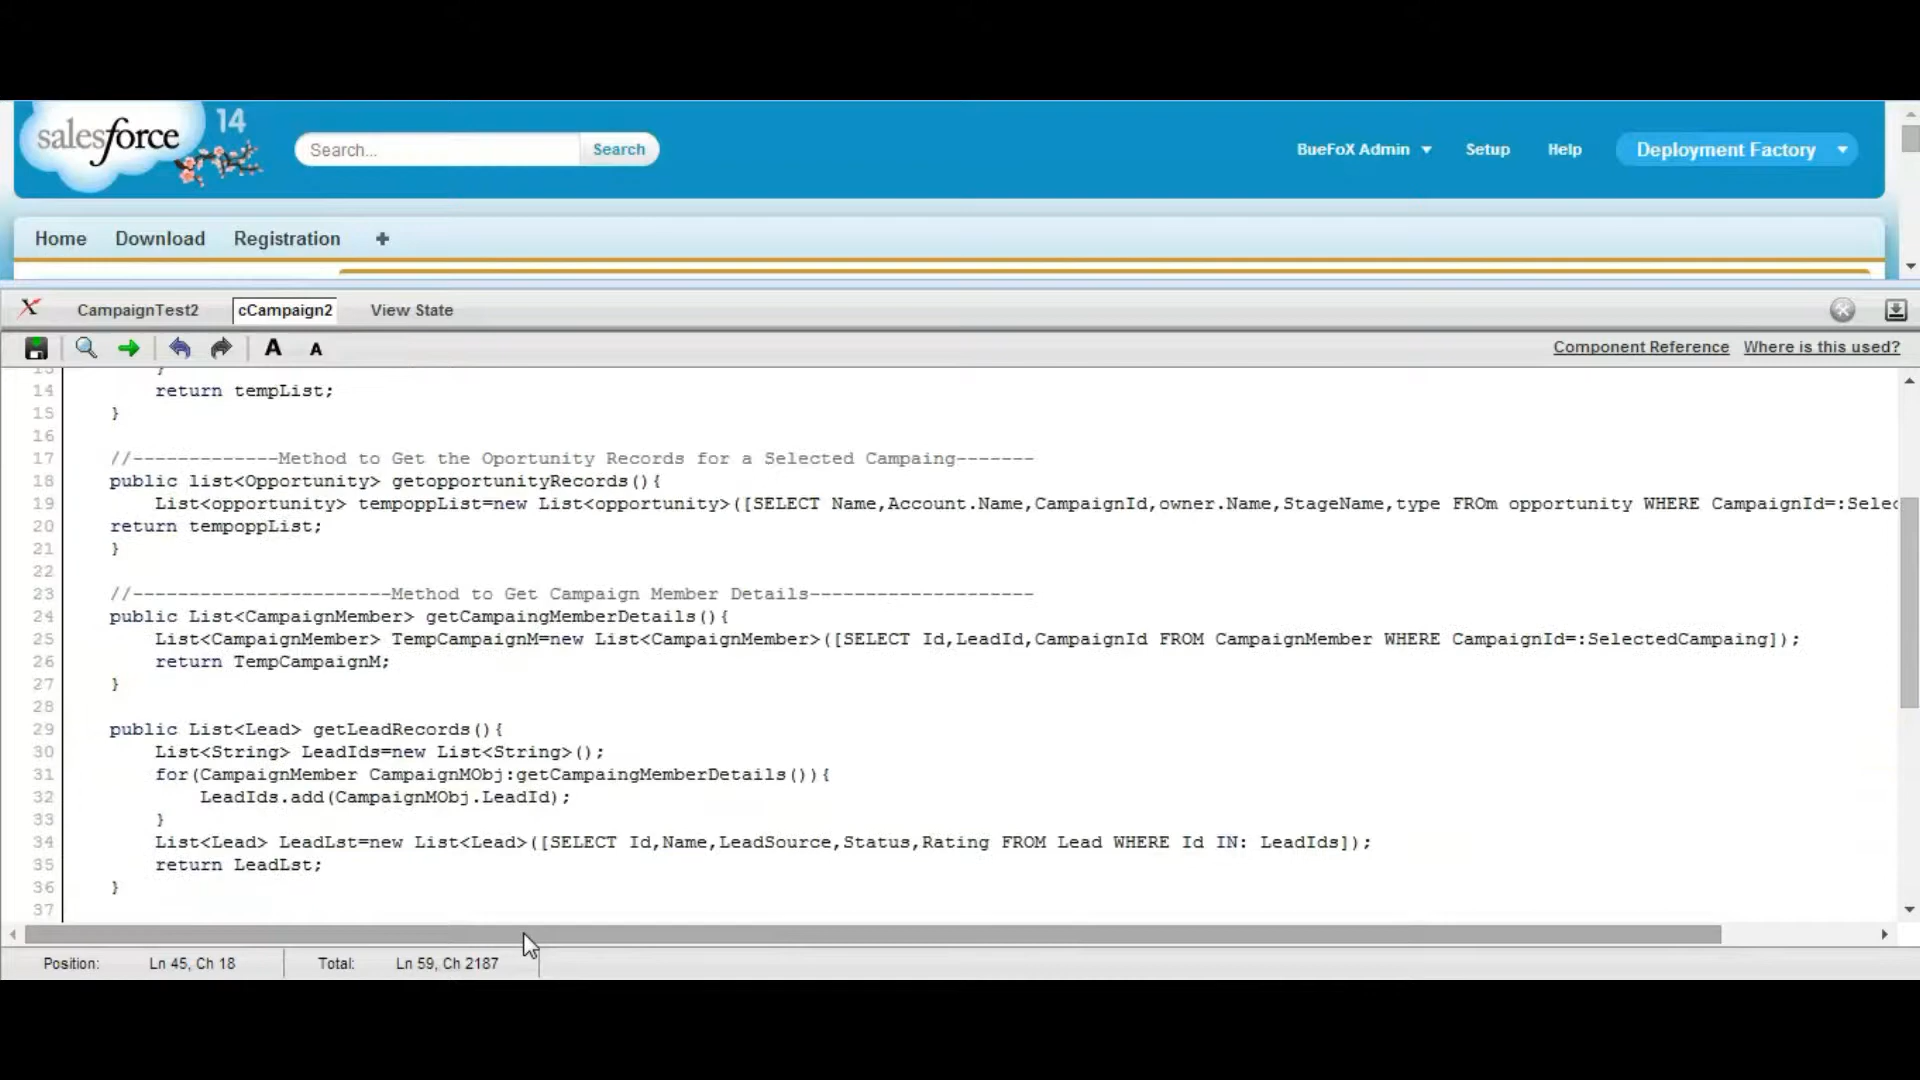 salesforce 14
Search... Search BueFoX Admin Setup Help Deployment Factory
Home Download Registration +
CampaignTest2 cCampaign2 View State
A A Component Reference Where is this used?
13 }
14 return tempList;
15 }
16
17 //-------------Method to Get the Oportunity Records for a Selected Campaing-------
18 public list<Opportunity> getopportunityRecords(){
19 List<opportunity> tempoppList=new List<opportunity>([SELECT Name,Account.Name,CampaignId,owner.Name,StageName,type FROm opportunity WHERE CampaignId=:Selec
20 return tempoppList;
21 }
22
23 //-----------------------Method to Get Campaign Member Details--------------------
24 public List<CampaignMember> getCampaingMemberDetails(){
25 List<CampaignMember> TempCampaignM=new List<CampaignMember>([SELECT Id,LeadId,CampaignId FROM CampaignMember WHERE CampaignId=:SelectedCampaing]);
26 return TempCampaignM;
27 }
28
29 public List<Lead> getLeadRecords(){
30 List<String> LeadIds=new List<String>();
31 for(CampaignMember CampaignMObj:getCampaingMemberDetails()){
32 LeadIds.add(CampaignMObj.LeadId);
33 }
34 List<Lead> LeadLst=new List<Lead>([SELECT Id,Name,LeadSource,Status,Rating FROM Lead WHERE Id IN: LeadIds]);
35 return LeadLst;
36 }
37
Position: Ln 45, Ch 18 Total: Ln 59, Ch 2187